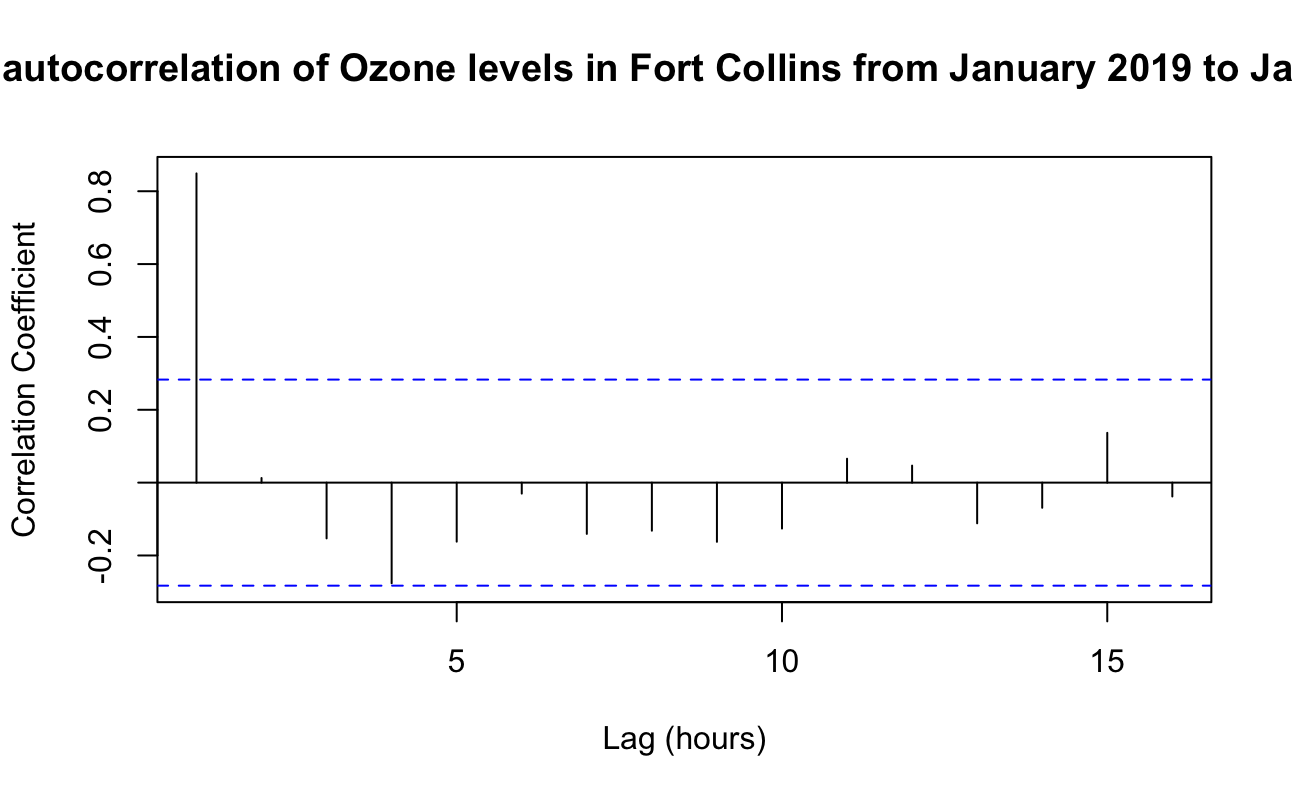 autocorrelation of Ozone levels in Fort Collins from January 2019 to Ja
Correlation Coefficient
0.8
0.6
0.4
0.2
-0.2
5 10 15
Lag (hours)